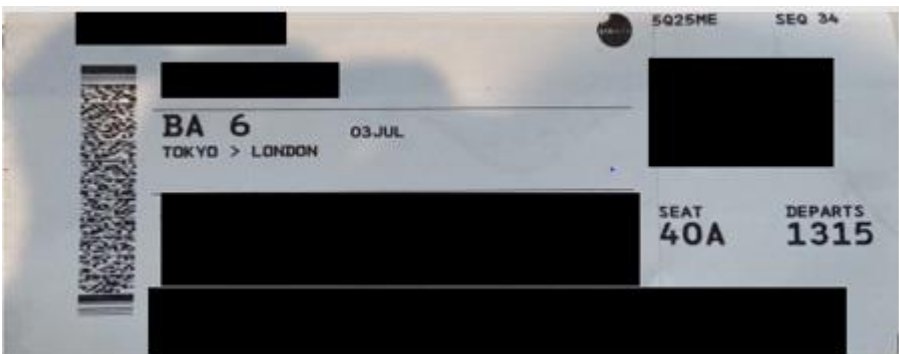 5Q25ME SEQ 34
BA 6 03JUL
TOKYO > LONDON
SEAT DEPARTS
40A 1315